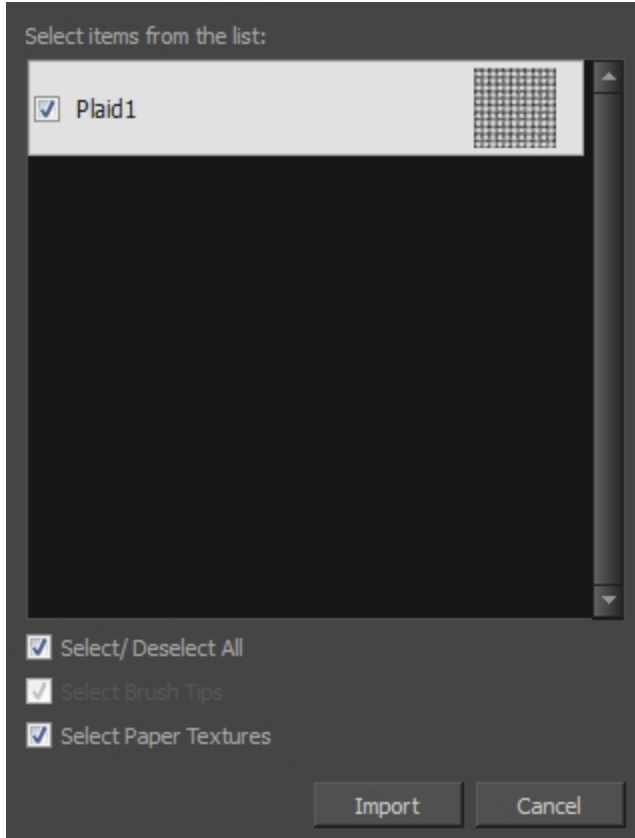 Select items from the list:
Plaid1
Select/ Deselect All
Select Brush Tips
Select Paper Textures
Import Cancel